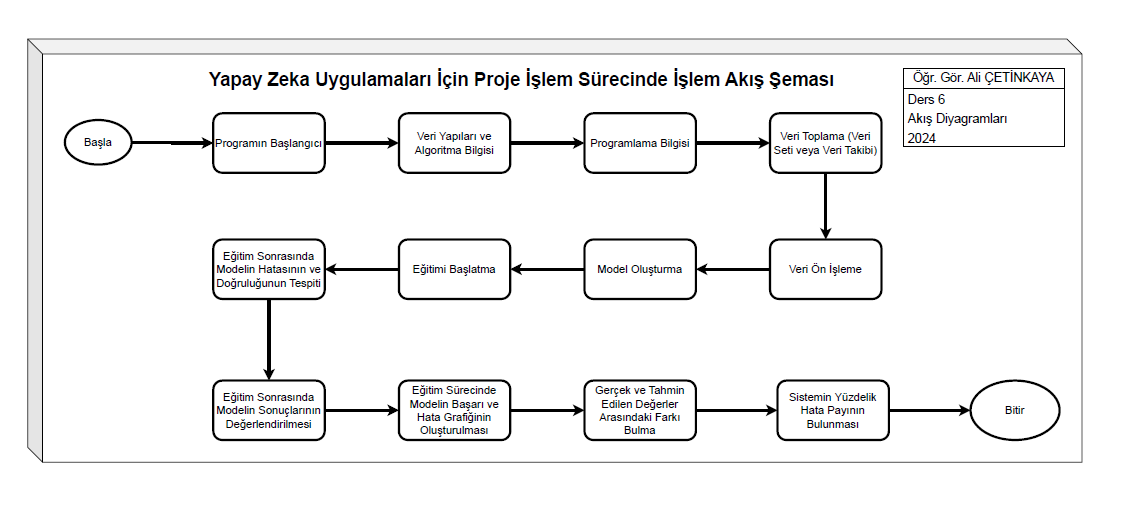 Yapay Zeka Uygulamaları İçin Proje İşlem Sürecinde İşlem Akış Şeması
Öğr. Gör. Ali ÇETİNKAYA
Ders 6
Akış Diyagramları
2024
Başla
Programın Başlangıcı
Veri Yapıları ve
Algoritma Bilgisi
Programlama Bilgisi
Veri Toplama (Veri
Seti veya Veri Takibi)
Veri Ön İşleme
Model Oluşturma
Eğitimi Başlatma
Eğitim Sonrasında
Modelin Hatasının ve
Doğruluğunun Tespiti
Eğitim Sonrasında
Modelin Sonuçlarının
Değerlendirilmesi
Eğitim Sürecinde
Modelin Başarı ve
Hata Grafiğinin
Oluşturulması
Gerçek ve Tahmin
Edilen Değerler
Arasındaki Farkı
Bulma
Sistemin Yüzdelik
Hata Payının
Bulunması
Bitir